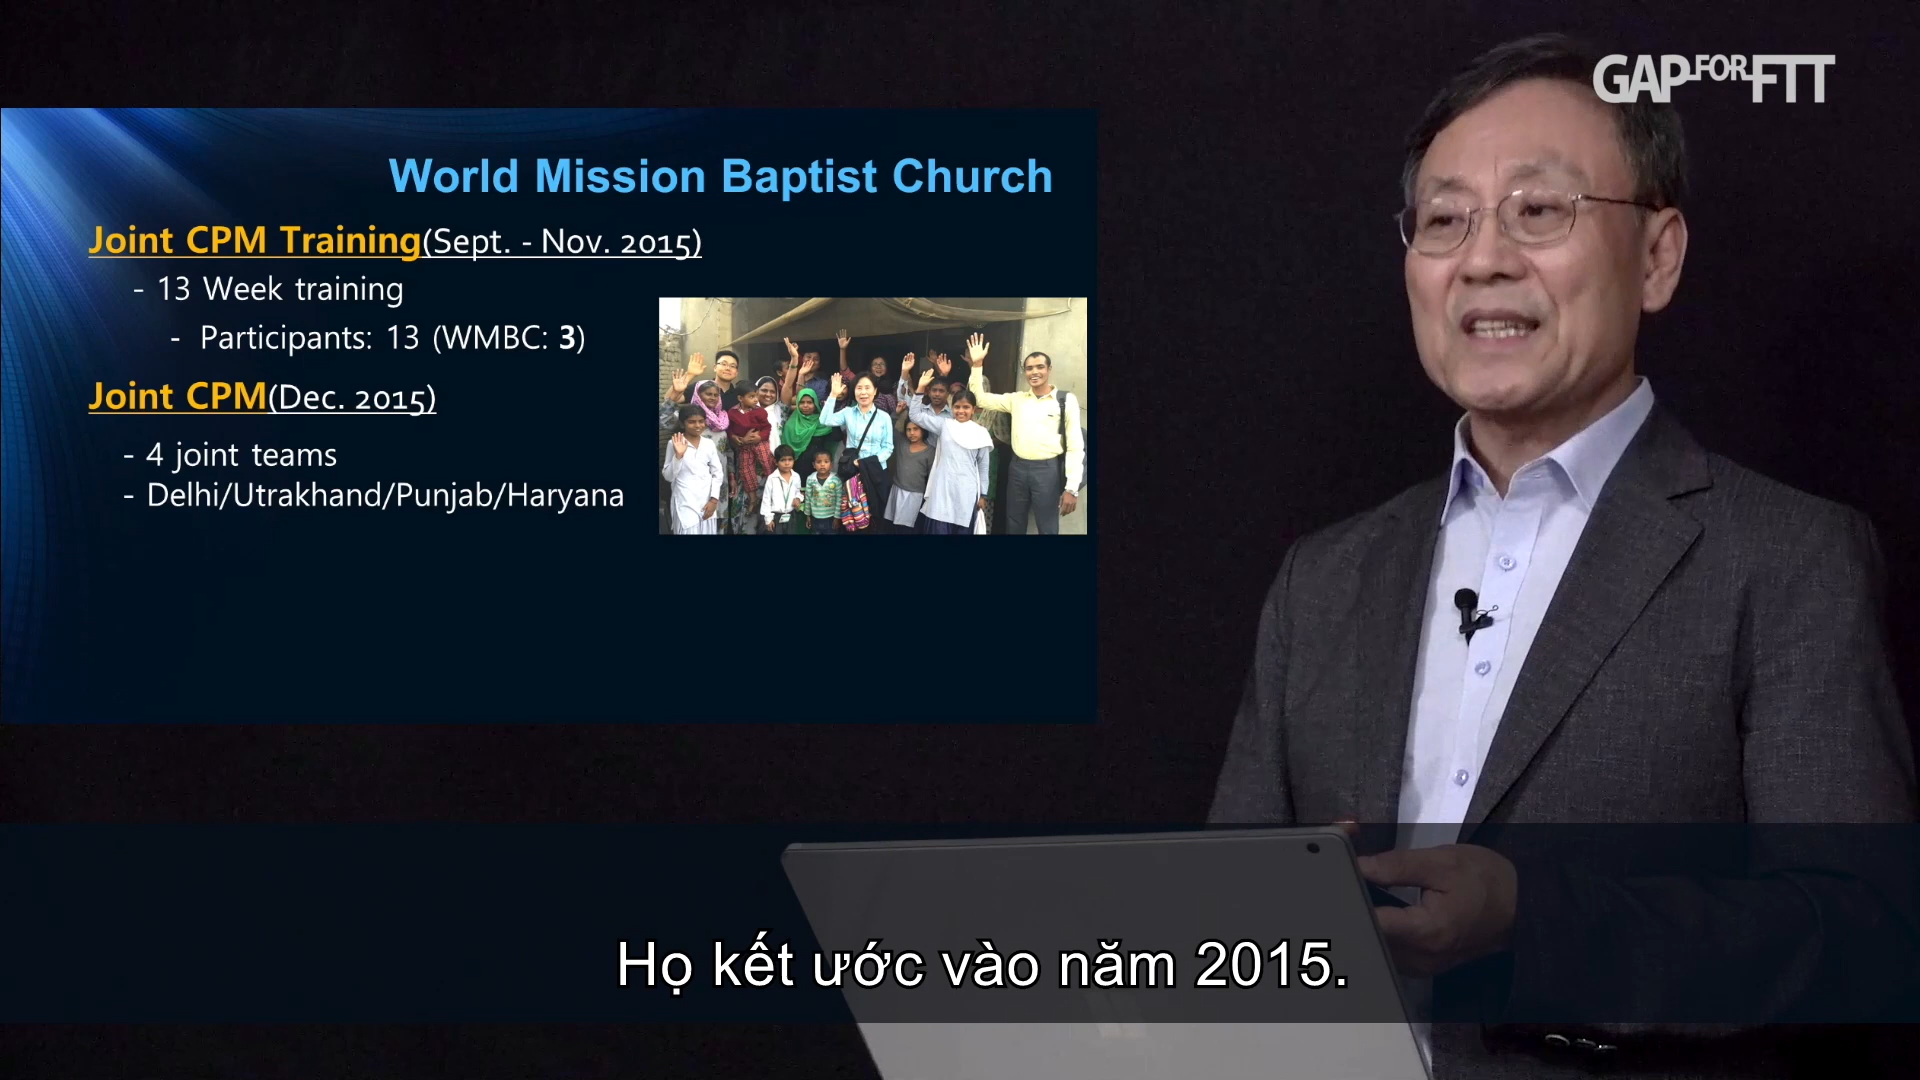 GAP FOR FTT
World Mission Baptist Church
Joint CPM Training(Sept. - Nov. 2015)
- 13 Week training
- Participants: 13 (WMBC: 3)
Joint CPM(Dec. 2015)
- 4 joint teams
- Delhi/Utrakhand/Punjab/Haryana
Họ kết ước vào năm 2015.